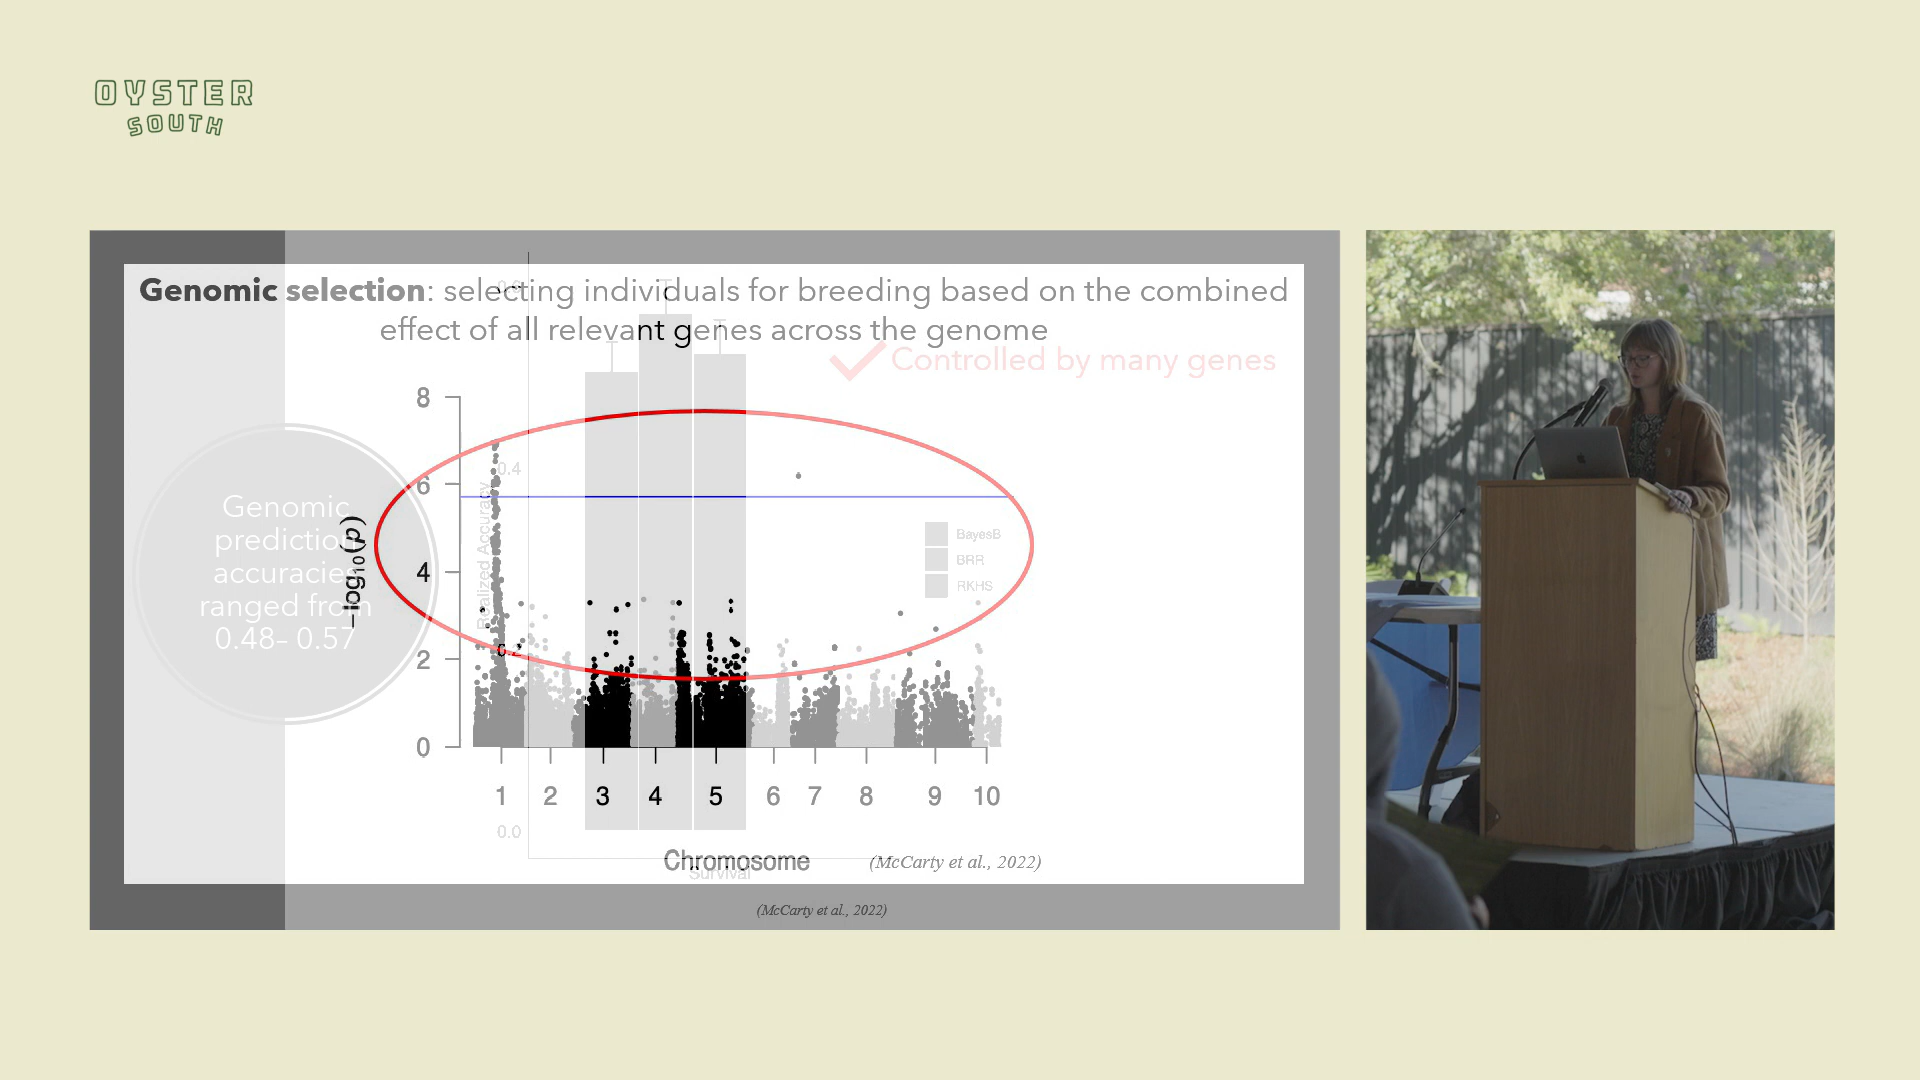 OYSTER
SOUTH
Genomic selection: selecting individuals for breeding based on the combined
effect of all relevant genes across the genome
Controlled by many genes
Genomic
prediction
accuracies
ranged from
0.48– 0.57
−log10(p)
8
6
4
2
0
Realized Accuracy
0.4
0.0
BayesB
BRR
RKHS
1 2 3 4 5 6 7 8 9 10
Chromosome
Survival
(McCarty et al., 2022)
(McCarty et al., 2022)